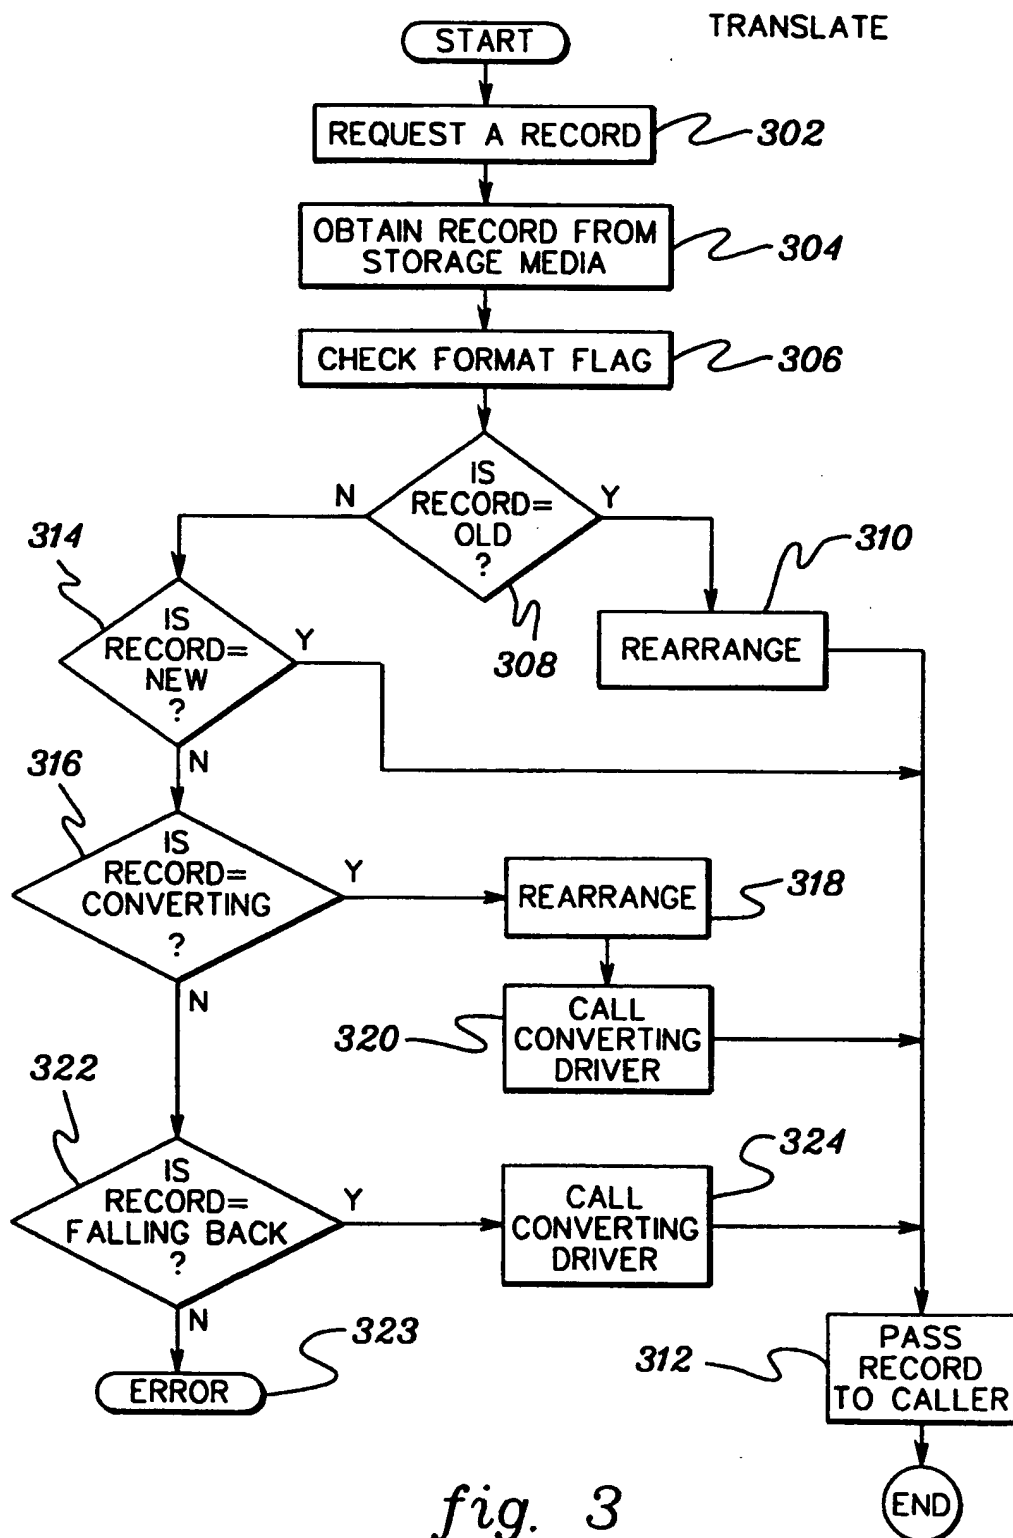 TRANSLATE
START
REQUEST A RECORD
302
OBTAIN RECORD FROM
STORAGE MEDIA
304
CHECK FORMAT FLAG
306
IS
RECORD=
OLD
?
N
Y
308
310
REARRANGE
314
IS
RECORD=
NEW
?
Y
N
316
IS
RECORD=
CONVERTING
?
Y
N
REARRANGE
318
CALL
CONVERTING
DRIVER
320
322
IS
RECORD=
FALLING BACK
?
Y
N
CALL
CONVERTING
DRIVER
324
ERROR
323
PASS
RECORD
TO CALLER
312
END
fig. 3